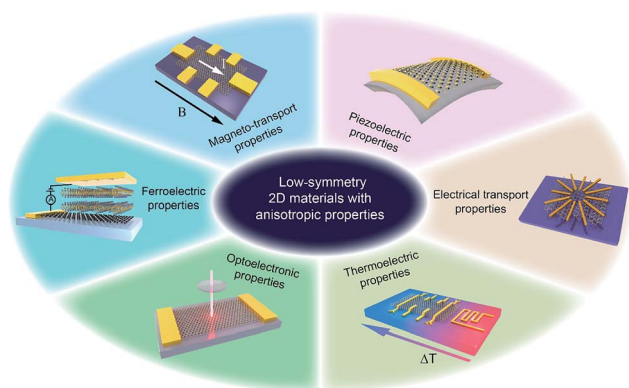 I
B
Magneto-transport
properties
Piezoelectric
properties
A
Ferroelectric
properties
Low-symmetry
2D materials with
anisotropic properties
Electrical transport
properties
Optoelectronic
properties
Thermoelectric
properties
ΔT